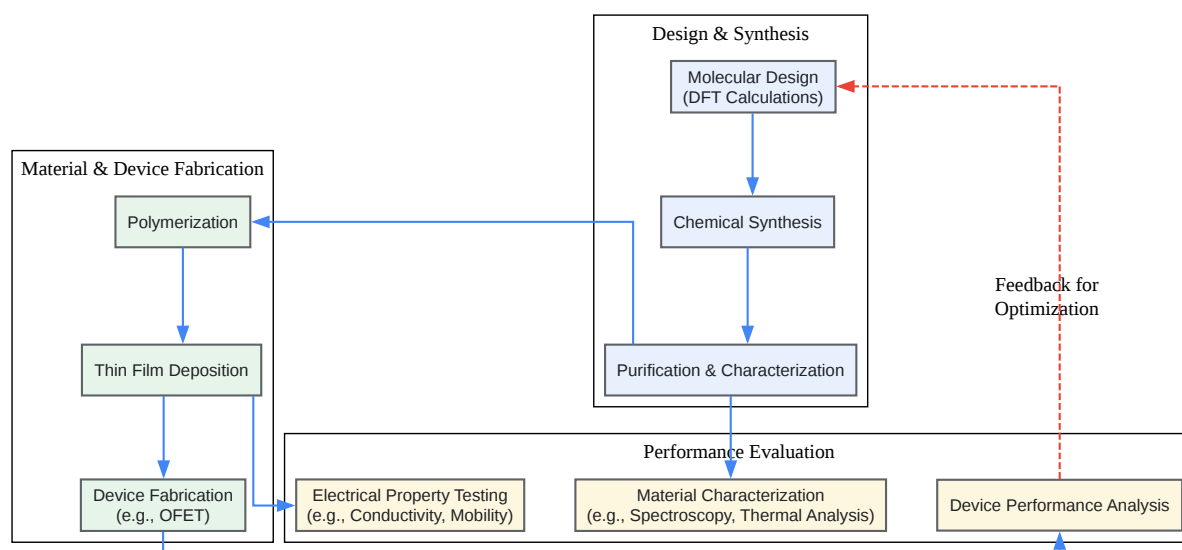 Design & Synthesis
Molecular Design
(DFT Calculations)
Material & Device Fabrication
Polymerization
Chemical Synthesis
Feedback for
Optimization
Thin Film Deposition
Purification & Characterization
Performance Evaluation
Device Fabrication
(e.g., OFET)
Electrical Property Testing
(e.g., Conductivity, Mobility)
Material Characterization
(e.g., Spectroscopy, Thermal Analysis)
Device Performance Analysis